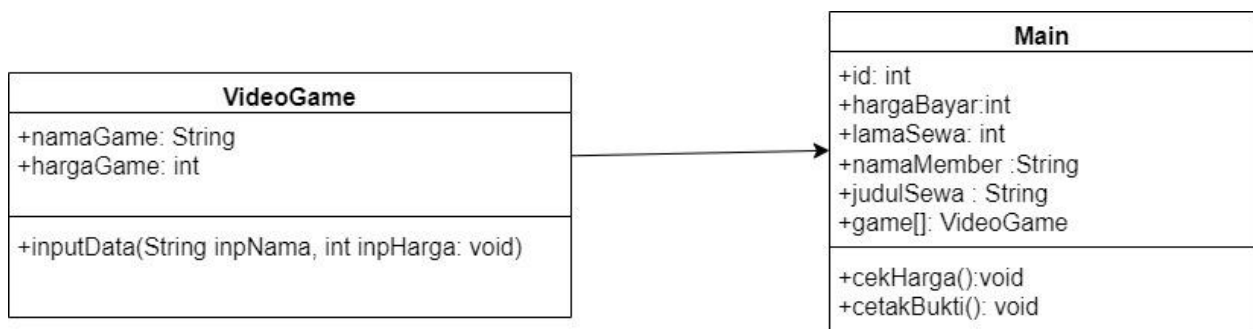 VideoGame
+namaGame: String
+hargaGame: int
+inputData(String inpNama, int inpHarga: void)
Main
+id: int
+hargaBayar:int
+lamaSewa: int
+namaMember :String
+judulSewa : String
+game[]: VideoGame
+cekHarga():void
+cetakBukti(): void